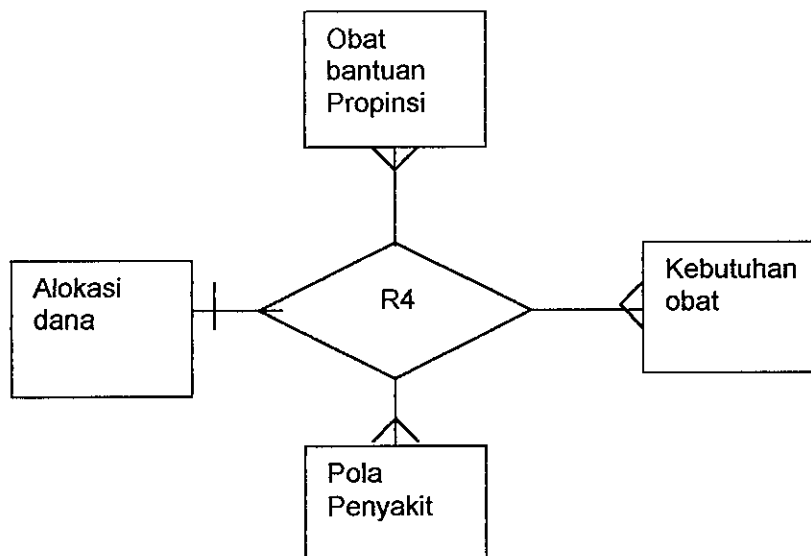 Obat
bantuan
Propinsi
Alokasi
dana
R4
Kebutuhan
obat
Pola
Penyakit